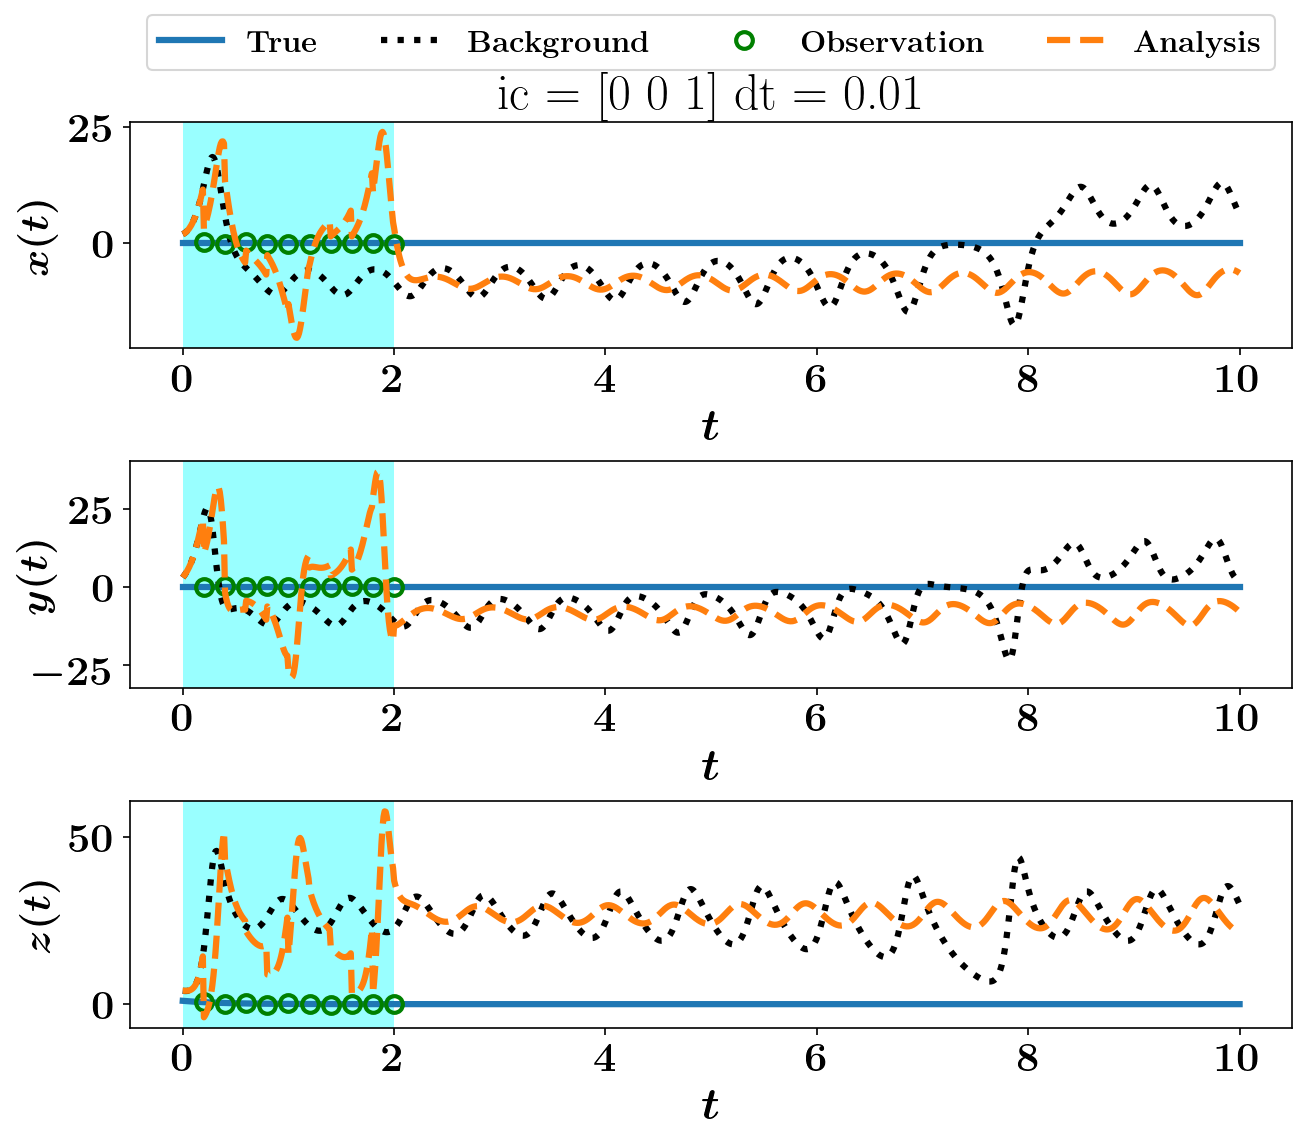 True Background Observation Analysis
ic = [0 0 1] dt = 0.01
25
0
x(t)
0 2 4 6 8 10
t
25
0
−25
y(t)
0 2 4 6 8 10
t
50
0
z(t)
0 2 4 6 8 10
t